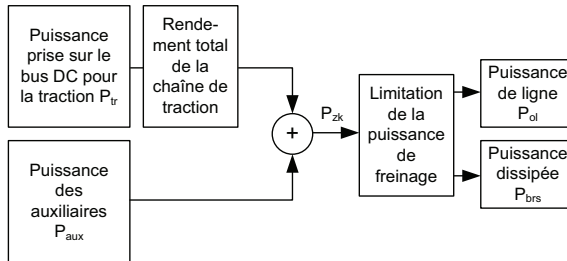 Puissance
prise sur le
bus DC pour
la traction Ptr
Rende-
ment total
de la
chaîne de
traction
Puissance
des
auxiliaires
Paux
+
Pzk
Limitation
de la
puissance
de
freinage
Puissance
de ligne
Pol
Puissance
dissipée
Pbrs